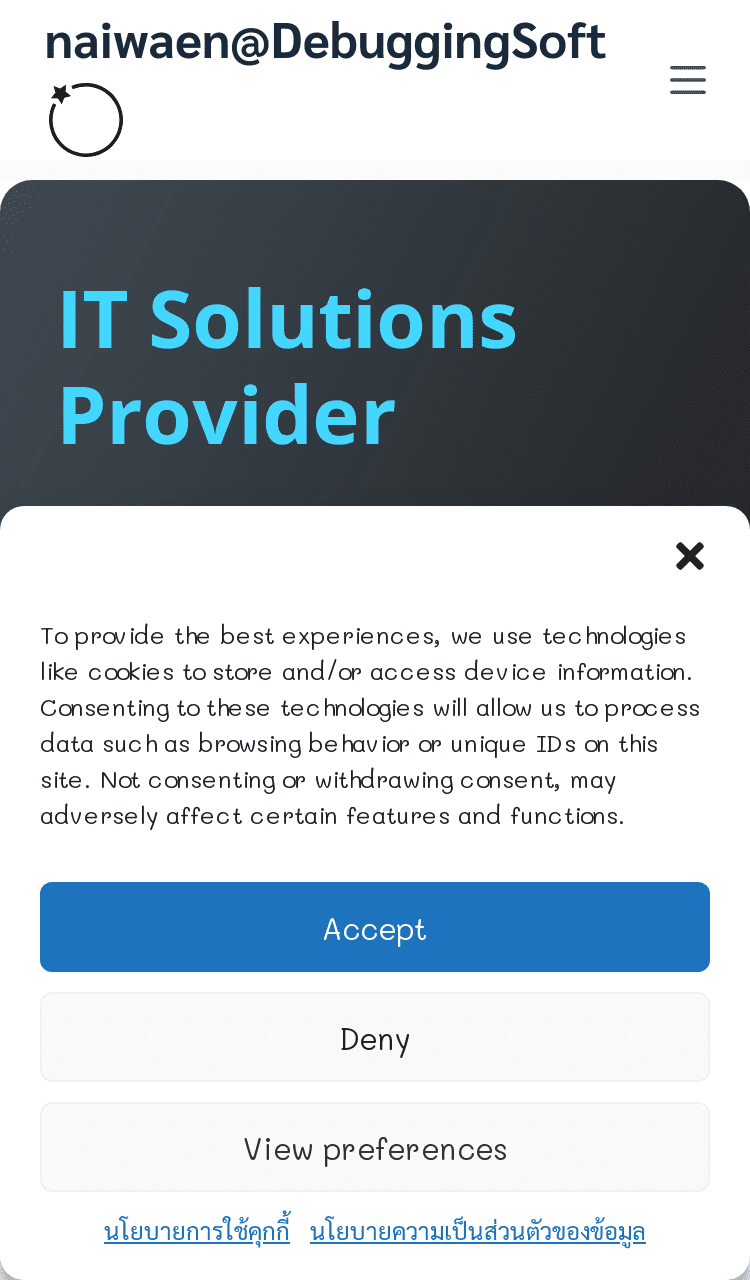 naiwaen@DebuggingSoft
IT Solutions
Provider
To provide the best experiences, we use technologies
like cookies to store and/or access device information.
Consenting to these technologies will allow us to process
data such as browsing behavior or unique IDs on this
site. Not consenting or withdrawing consent, may
adversely affect certain features and functions.
Accept
Deny
View preferences
นโยบายการใช้คุกกี้ นโยบายความเป็นส่วนตัวของข้อมูล